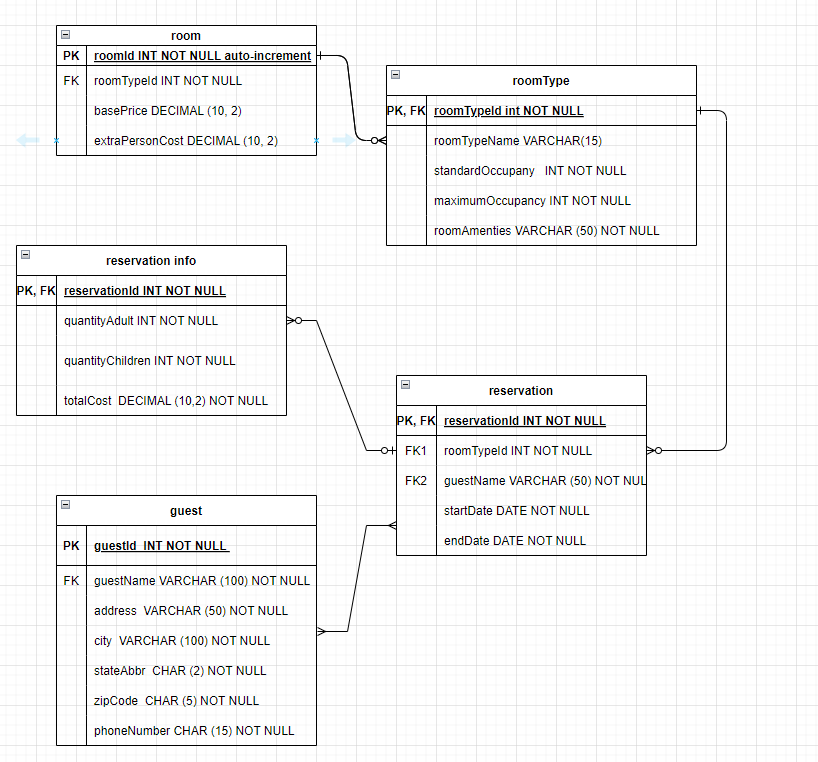 room
PK roomId INT NOT NULL auto-increment
FK roomTypeId INT NOT NULL
basePrice DECIMAL (10, 2)
extraPersonCost DECIMAL (10, 2)
roomType
PK, FK roomTypeId int NOT NULL
roomTypeName VARCHAR(15)
standardOccupany INT NOT NULL
maximumOccupancy INT NOT NULL
roomAmenties VARCHAR (50) NOT NULL
reservation info
PK, FK reservationId INT NOT NULL
quantityAdult INT NOT NULL
quantityChildren INT NOT NULL
totalCost DECIMAL (10,2) NOT NULL
reservation
PK, FK reservationId INT NOT NULL
FK1 roomTypeId INT NOT NULL
FK2 guestName VARCHAR (50) NOT NUL
startDate DATE NOT NULL
endDate DATE NOT NULL
guest
PK guestId INT NOT NULL
FK guestName VARCHAR (100) NOT NULL
address VARCHAR (50) NOT NULL
city VARCHAR (100) NOT NULL
stateAbbr CHAR (2) NOT NULL
zipCode CHAR (5) NOT NULL
phoneNumber CHAR (15) NOT NULL